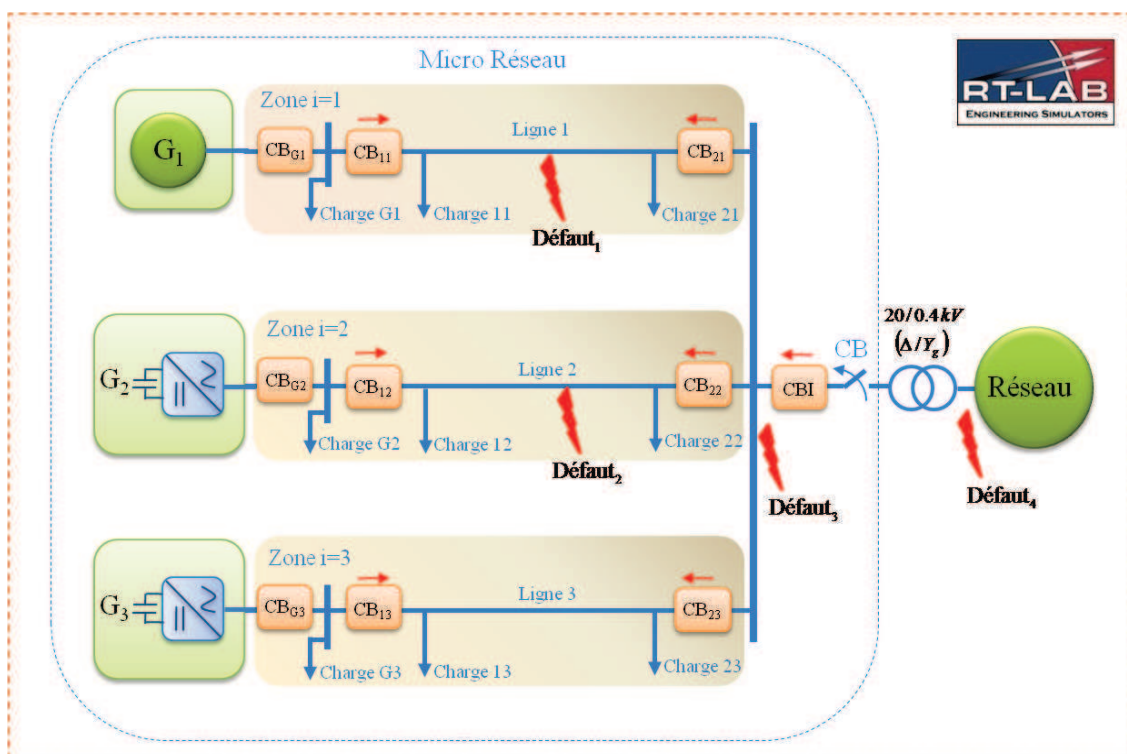 Micro Réseau
RT-LAB
ENGINEERING SIMULATORS
Zone i=1
G1
CBG1
CB11
Ligne 1
CB21
Charge G1
Charge 11
Charge 21
Défaut1
Zone i=2
G2
CBG2
CB12
Ligne 2
CB22
Charge G2
Charge 12
Charge 22
Défaut2
CBI
CB
20/0.4kV
(Δ/Yg)
Réseau
Défaut3
Défaut4
Zone i=3
G3
CBG3
CB13
Ligne 3
CB23
Charge G3
Charge 13
Charge 23